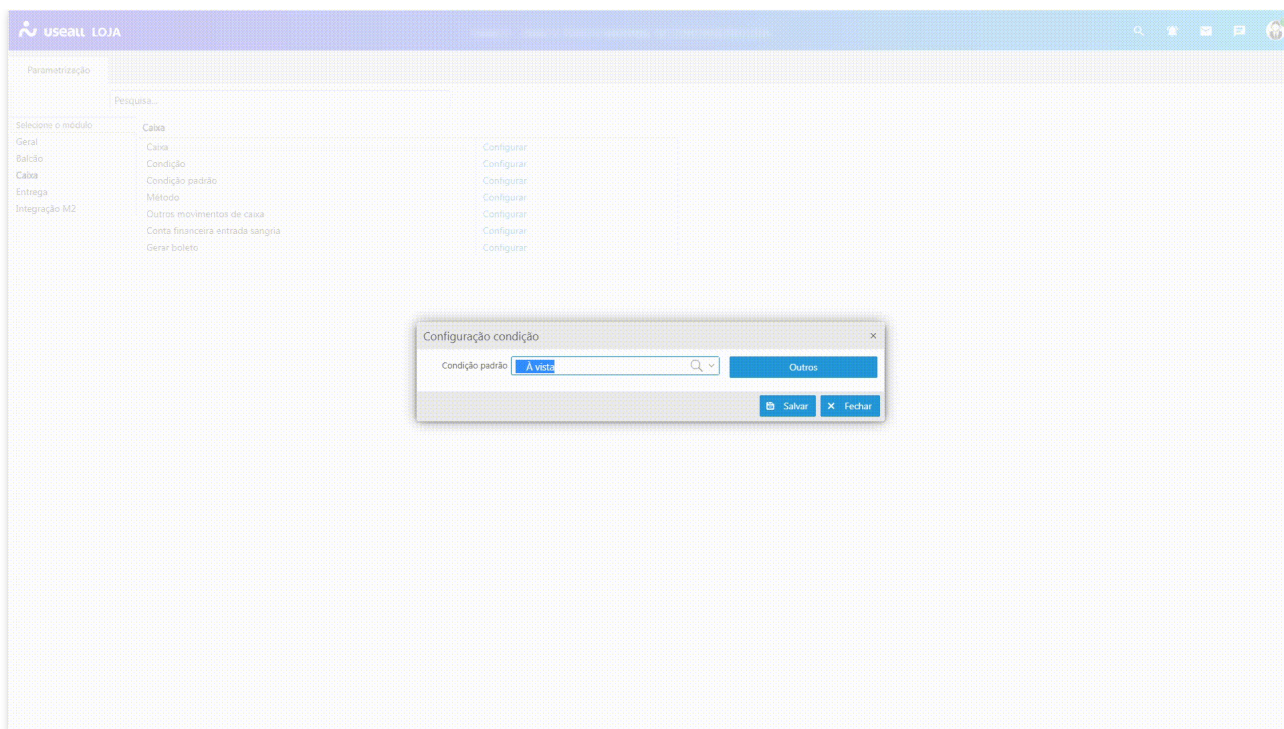 useall LOJA
Parametrização
Pesquisa...
Selecione o módulo
Geral
Balcão
Caixa
Entrega
Integração M2
Caixa
Caixa Configurar
Condição Configurar
Condição padrão Configurar
Método Configurar
Outros movimentos de caixa Configurar
Conta financeira entrada sangria Configurar
Gerar boleto Configurar
Configuração condição ×
Condição padrão À vista Outros
Salvar × Fechar